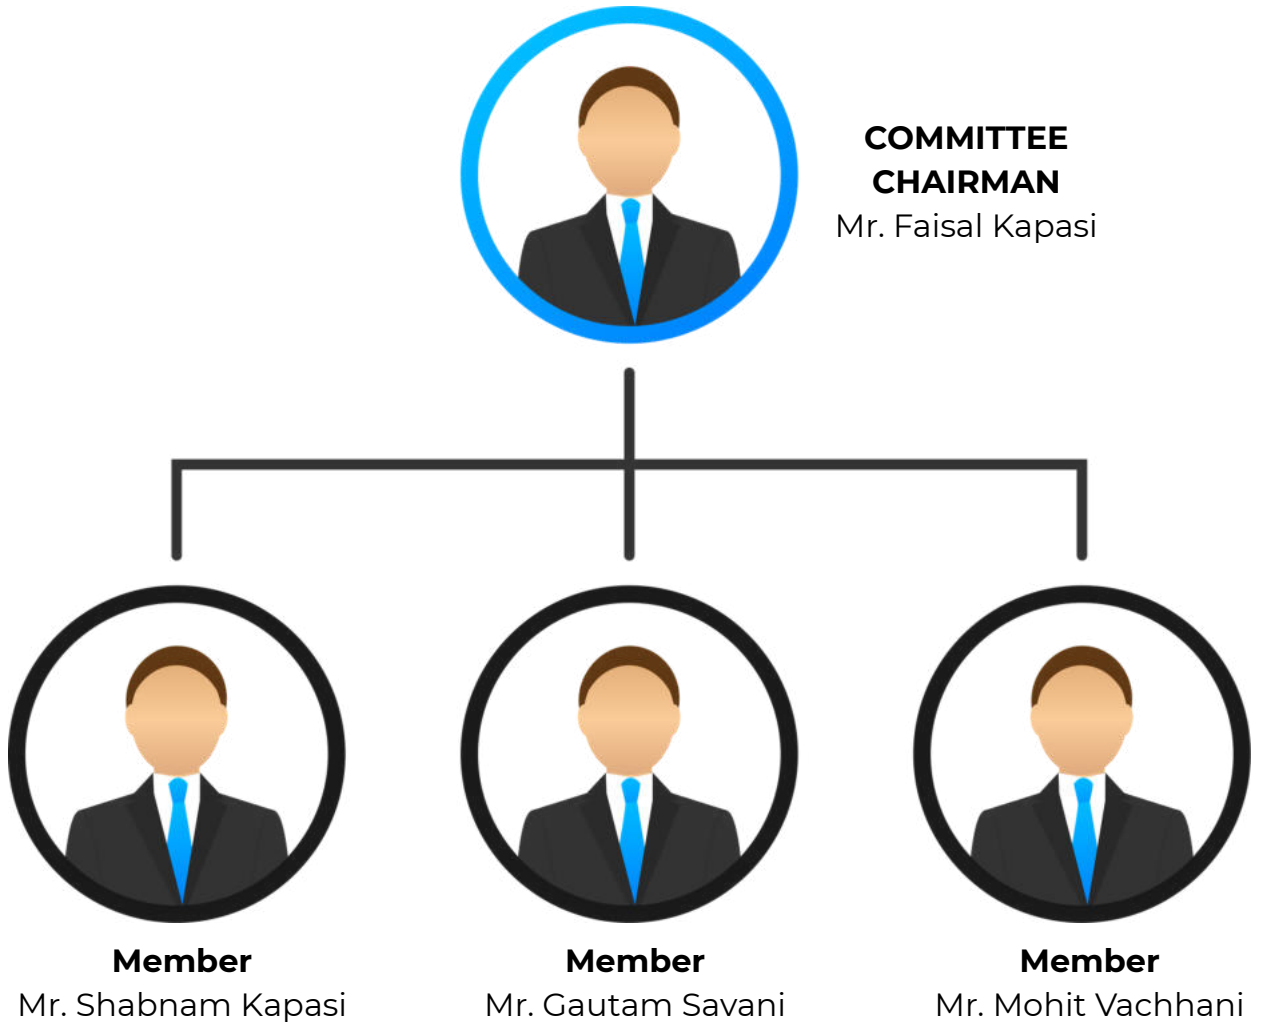 COMMITTEE
CHAIRMAN
Mr. Faisal Kapasi
Member
Mr. Shabnam Kapasi
Member
Mr. Gautam Savani
Member
Mr. Mohit Vachhani